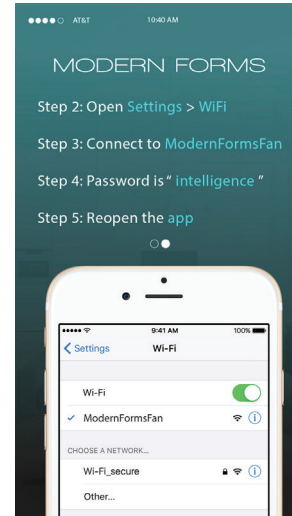 AT&T 10:40 AM
MODERN FORMS
Step 2: Open Settings > WiFi
Step 3: Connect to ModernFormsFan
Step 4: Password is " intelligence "
Step 5: Reopen the app
9:41 AM 100%
Settings Wi-Fi
Wi-Fi
ModernFormsFan
CHOOSE A NETWORK...
Wi-Fi_secure
Other...